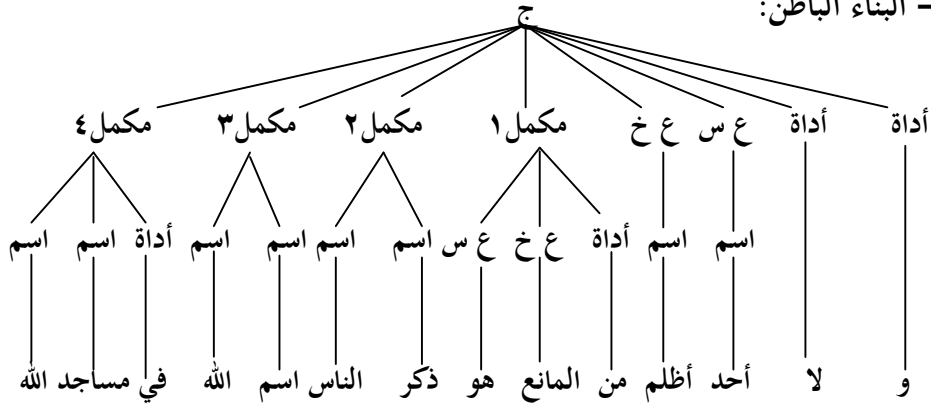 – البناء الباطن:
ج
أداة أداة ع س ع خ مكمل١ مكمل٢ مكمل٣ مكمل٤
اسم اسم أداة ع خ ع س اسم اسم اسم اسم أداة اسم اسم
و لا أحد أظلم من المانع هو ذكر الناس اسم الله في مساجد الله